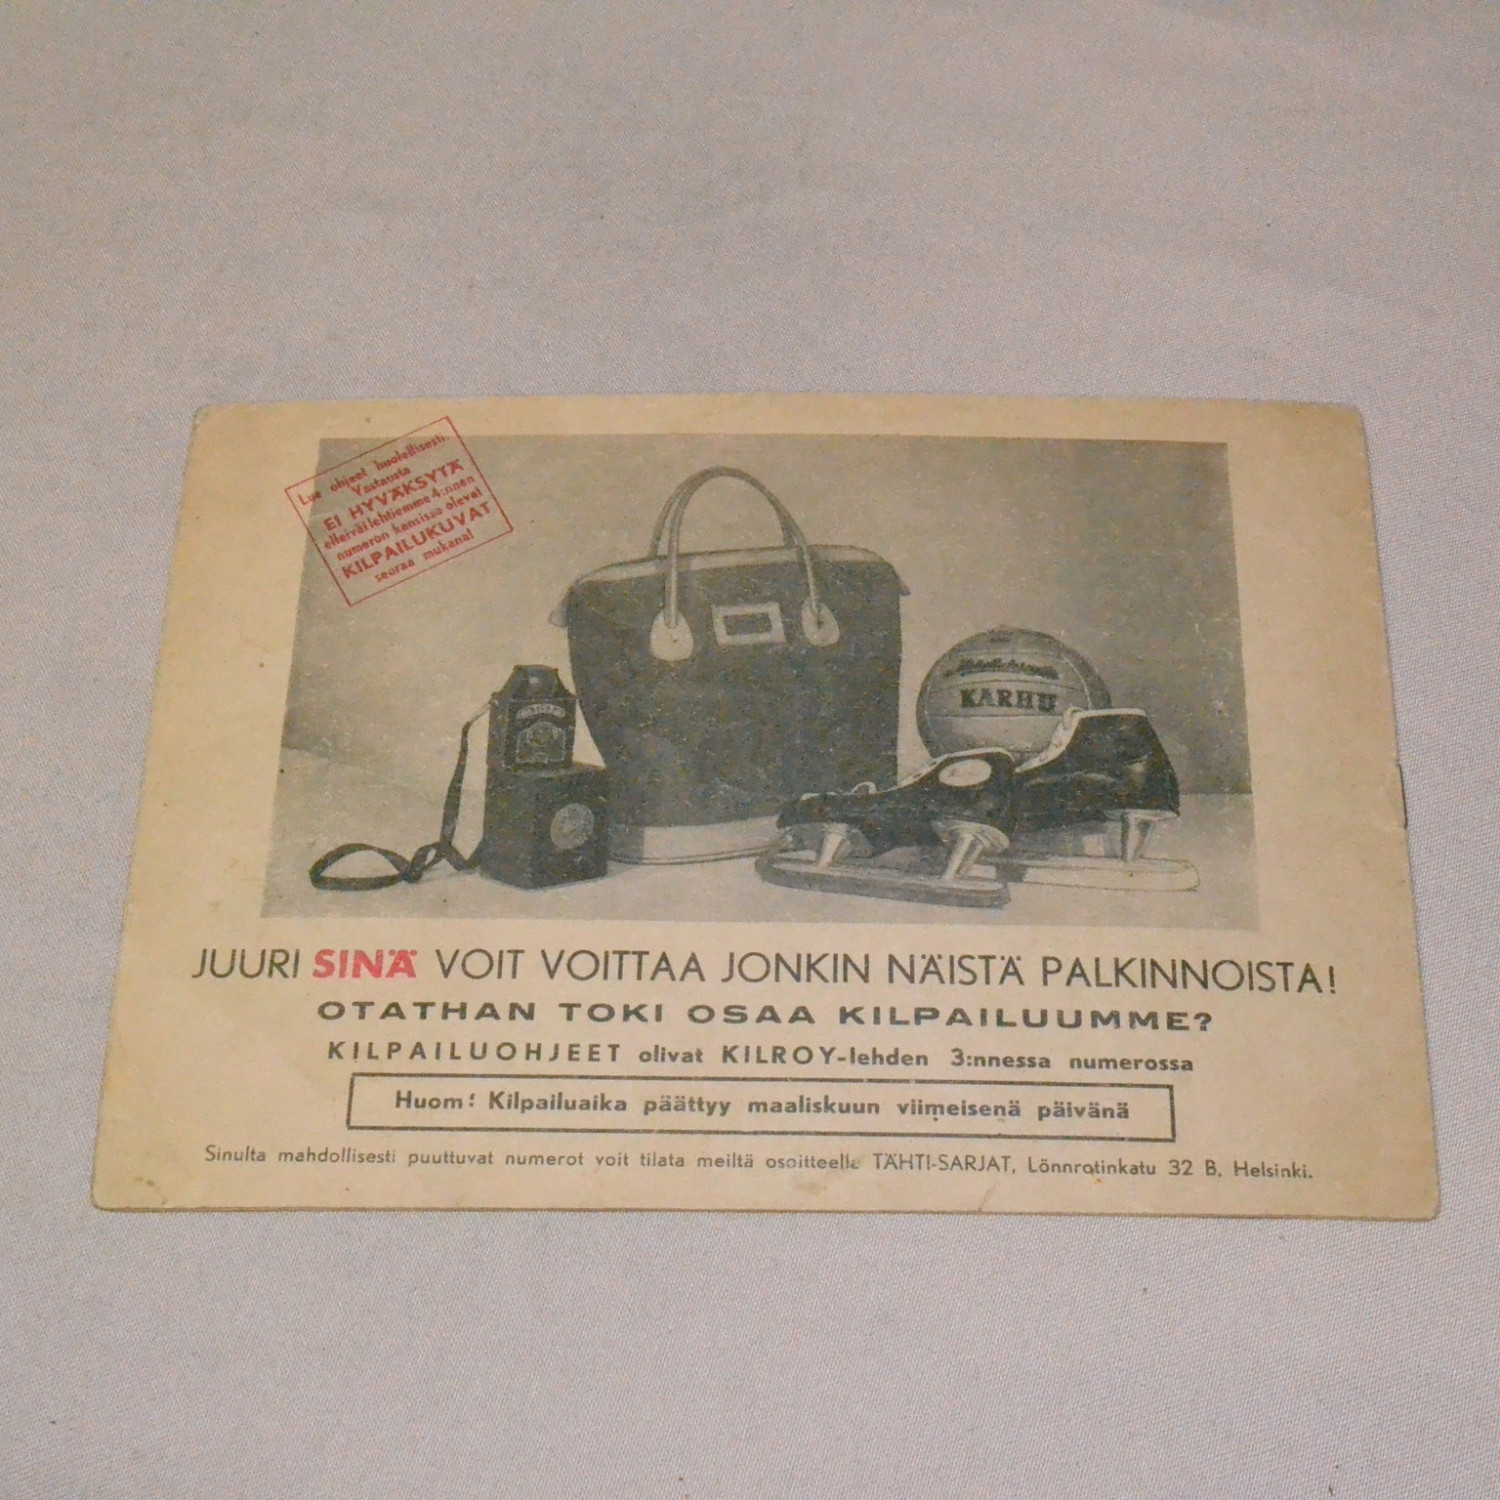 Lue ohjeet huolellisesti.
Vastausta
EI HYVÄKSYTÄ
elleivät lehtiemme 4:nnen
numeron kansissa olevat
KILPAILUKUVAT
seuraa mukana!
KARHU
JUURI SINÄ VOIT VOITTAA JONKIN NÄISTÄ PALKINNOISTA!
OTATHAN TOKI OSAA KILPAILUUMME?
KILPAILUOHJEET olivat KILROY-lehden 3:nnessa numerossa
Huom! Kilpailuaika päättyy maaliskuun viimeisenä päivänä
Sinulta mahdollisesti puuttuvat numerot voit tilata meiltä osoitteella TÄHTI-SARJAT, Lönnrotinkatu 32 B, Helsinki.